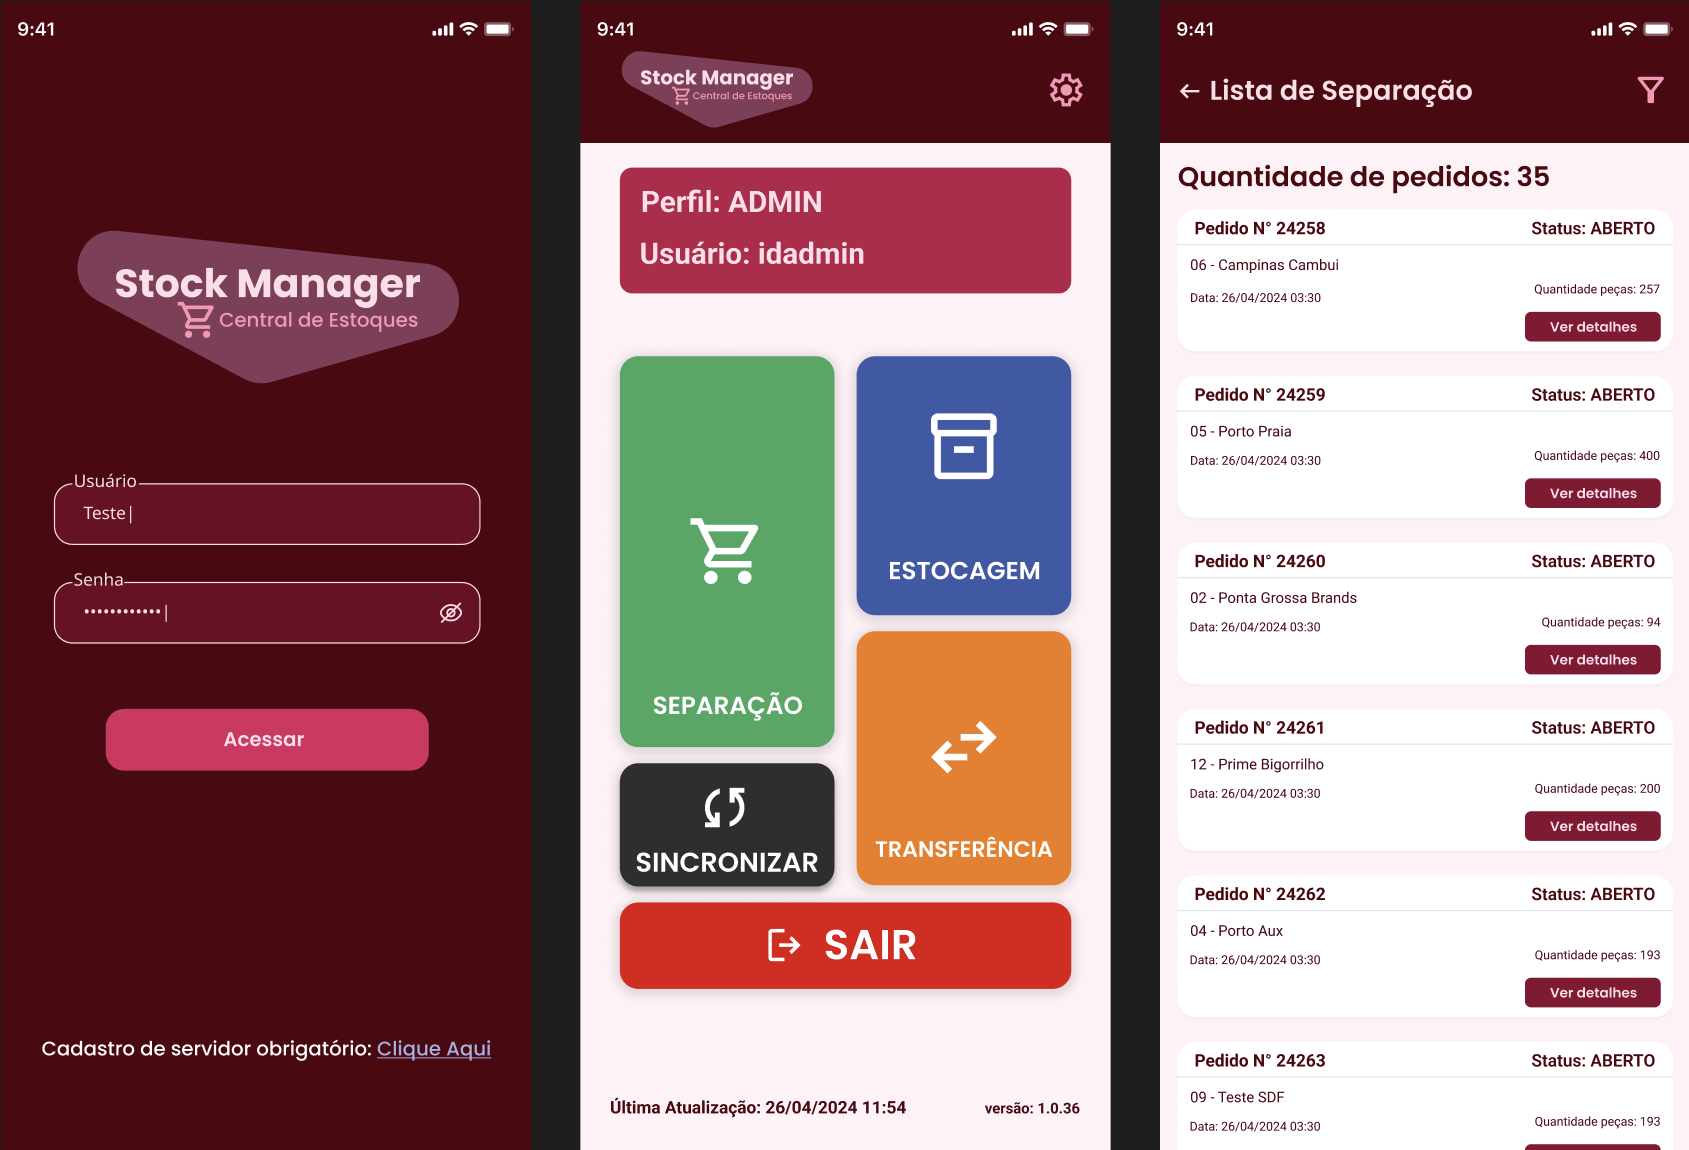 9:41
Stock Manager
Central de Estoques
Usuário
Teste|
Senha
••••••••••••|
Acessar
Cadastro de servidor obrigatório: Clique Aqui
9:41
Stock Manager
Central de Estoques
Perfil: ADMIN
Usuário: idadmin
SEPARAÇÃO
ESTOCAGEM
SINCRONIZAR
TRANSFERÊNCIA
SAIR
Última Atualização: 26/04/2024 11:54
versão: 1.0.36
9:41
Lista de Separação
Quantidade de pedidos: 35
Pedido N° 24258 Status: ABERTO
06 - Campinas Cambui
Quantidade peças: 257
Data: 26/04/2024 03:30
Ver detalhes
Pedido N° 24259 Status: ABERTO
05 - Porto Praia
Quantidade peças: 400
Data: 26/04/2024 03:30
Ver detalhes
Pedido N° 24260 Status: ABERTO
02 - Ponta Grossa Brands
Quantidade peças: 94
Data: 26/04/2024 03:30
Ver detalhes
Pedido N° 24261 Status: ABERTO
12 - Prime Bigorrilho
Quantidade peças: 200
Data: 26/04/2024 03:30
Ver detalhes
Pedido N° 24262 Status: ABERTO
04 - Porto Aux
Quantidade peças: 193
Data: 26/04/2024 03:30
Ver detalhes
Pedido N° 24263 Status: ABERTO
09 - Teste SDF
Quantidade peças: 193
Data: 26/04/2024 03:30